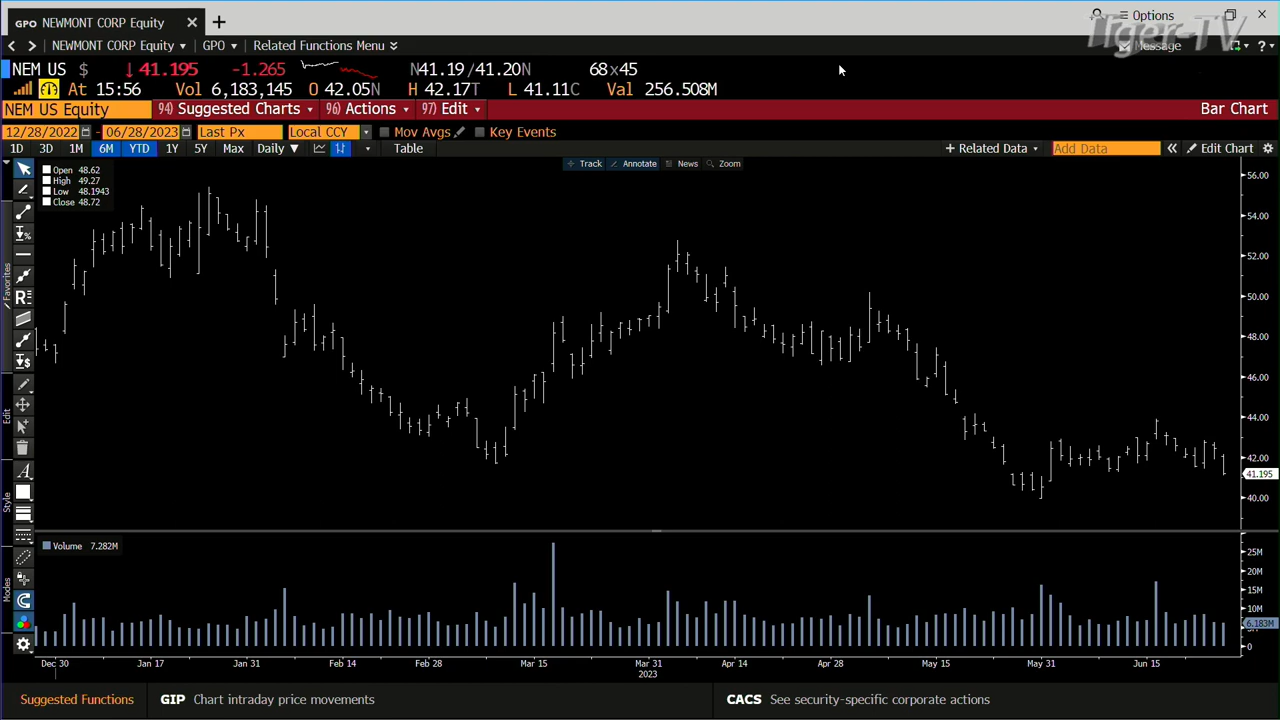 GPO NEWMONT CORP Equity × + Options
NEWMONT CORP Equity GPO Related Functions Menu Message ?
Tiger-TV
NEM US $ ↓ 41.195 -1.265 N41.19/41.20N 68x45
At 15:56 Vol 6,183,145 O 42.05N H 42.17T L 41.11C Val 256.508M
NEM US Equity 94) Suggested Charts 96) Actions 97) Edit Bar Chart
12/28/2022 - 06/28/2023 Last Px Local CCY Mov Avgs Key Events
1D 3D 1M 6M YTD 1Y 5Y Max Daily ▼ Table + Related Data Add Data « Edit Chart
Track Annotate News Zoom
Open 48.62
High 49.27
Low 48.1943
Close 48.72
56.00
54.00
52.00
50.00
48.00
46.00
44.00
42.00
41.195
40.00
Favorites
Edit
Style
Modes
Volume 7.282M
25M
20M
15M
10M
6.183M
0
Dec 30 Jan 17 Jan 31 Feb 14 Feb 28 Mar 15 Mar 31 Apr 14 Apr 28 May 15 May 31 Jun 15
2023
Suggested Functions GIP Chart intraday price movements CACS See security-specific corporate actions